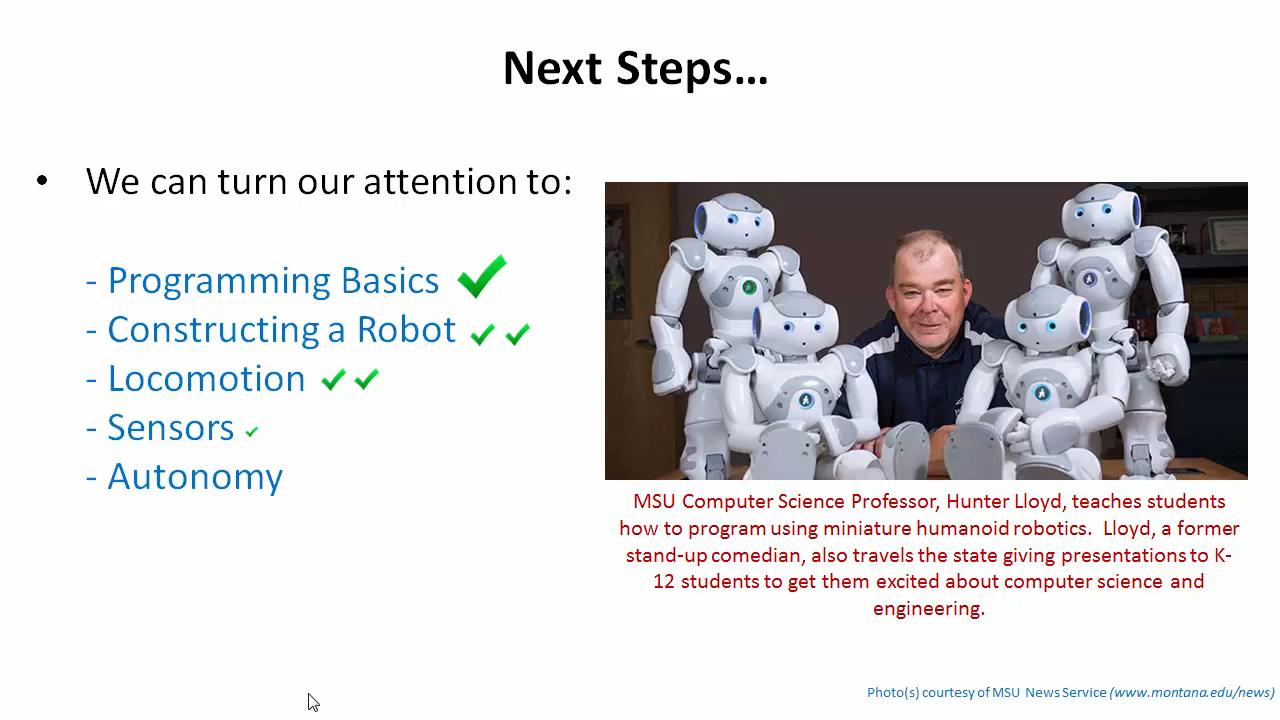 Next Steps…
• We can turn our attention to:
- Programming Basics
- Constructing a Robot
- Locomotion
- Sensors
- Autonomy
MSU Computer Science Professor, Hunter Lloyd, teaches students
how to program using miniature humanoid robotics. Lloyd, a former
stand-up comedian, also travels the state giving presentations to K-
12 students to get them excited about computer science and
engineering.
Photo(s) courtesy of MSU News Service (www.montana.edu/news)